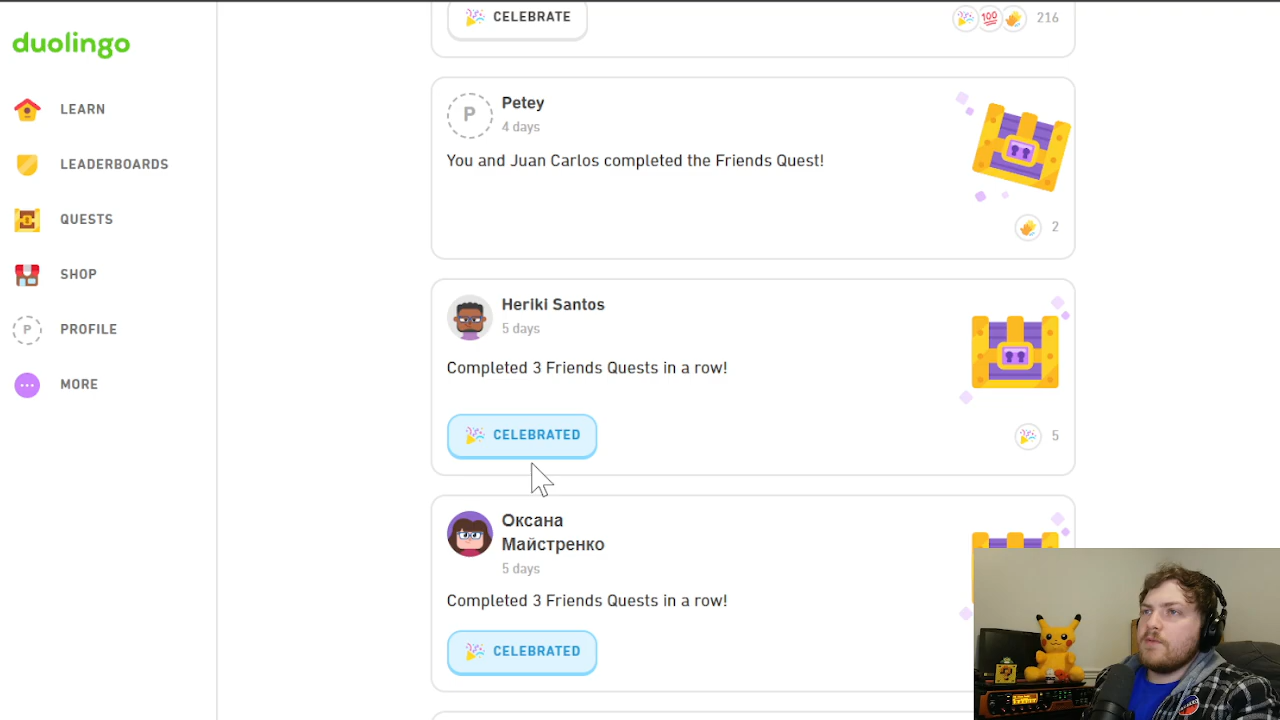 duolingo
LEARN
LEADERBOARDS
QUESTS
SHOP
P
PROFILE
MORE
CELEBRATE
100
216
P
Petey
4 days
You and Juan Carlos completed the Friends Quest!
2
Heriki Santos
5 days
Completed 3 Friends Quests in a row!
CELEBRATED
5
Оксана
Майстренко
5 days
Completed 3 Friends Quests in a row!
CELEBRATED